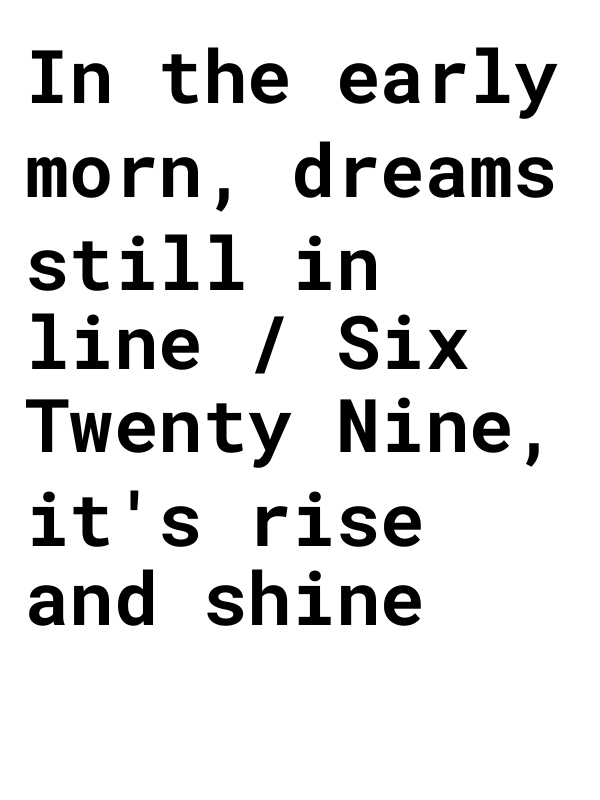 In the early
morn, dreams
still in
line / Six
Twenty Nine,
it's rise
and shine